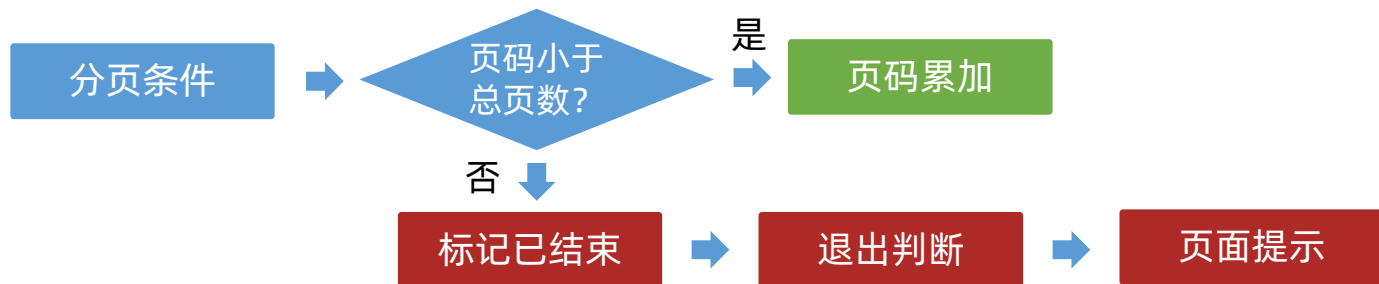 分页条件
页码小于
总页数?
是
页码累加
否
标记已结束
退出判断
页面提示